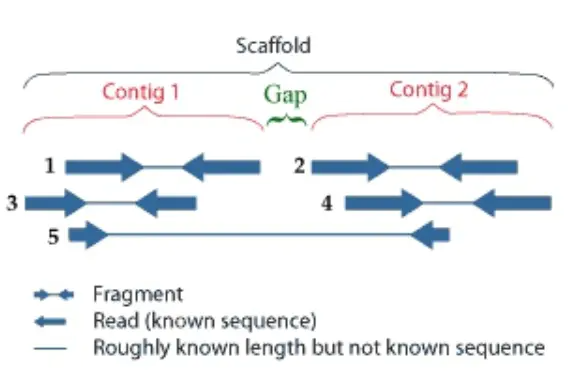 Scaffold
Contig 1 Gap Contig 2
1 2
3 4
5
Fragment
Read (known sequence)
Roughly known length but not known sequence